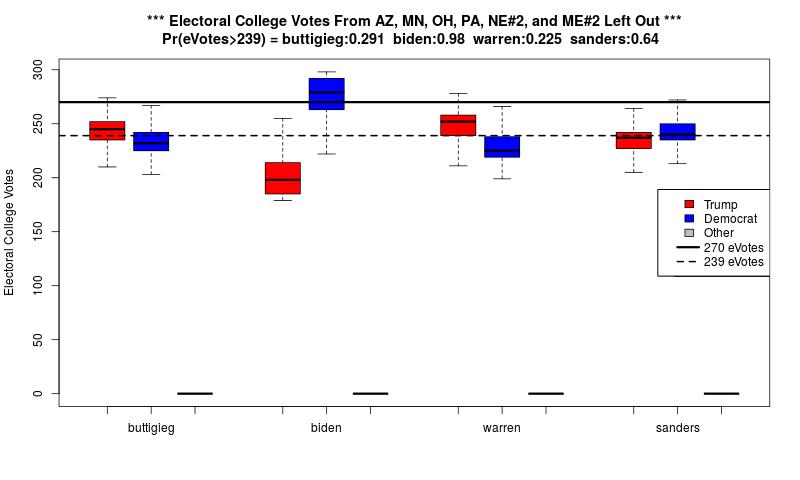 *** Electoral College Votes From AZ, MN, OH, PA, NE#2, and ME#2 Left Out ***
Pr(eVotes>239) = buttigieg:0.291 biden:0.98 warren:0.225 sanders:0.64
Electoral College Votes
300
250
200
150
100
50
0
Trump
Democrat
Other
270 eVotes
239 eVotes
buttigieg biden warren sanders